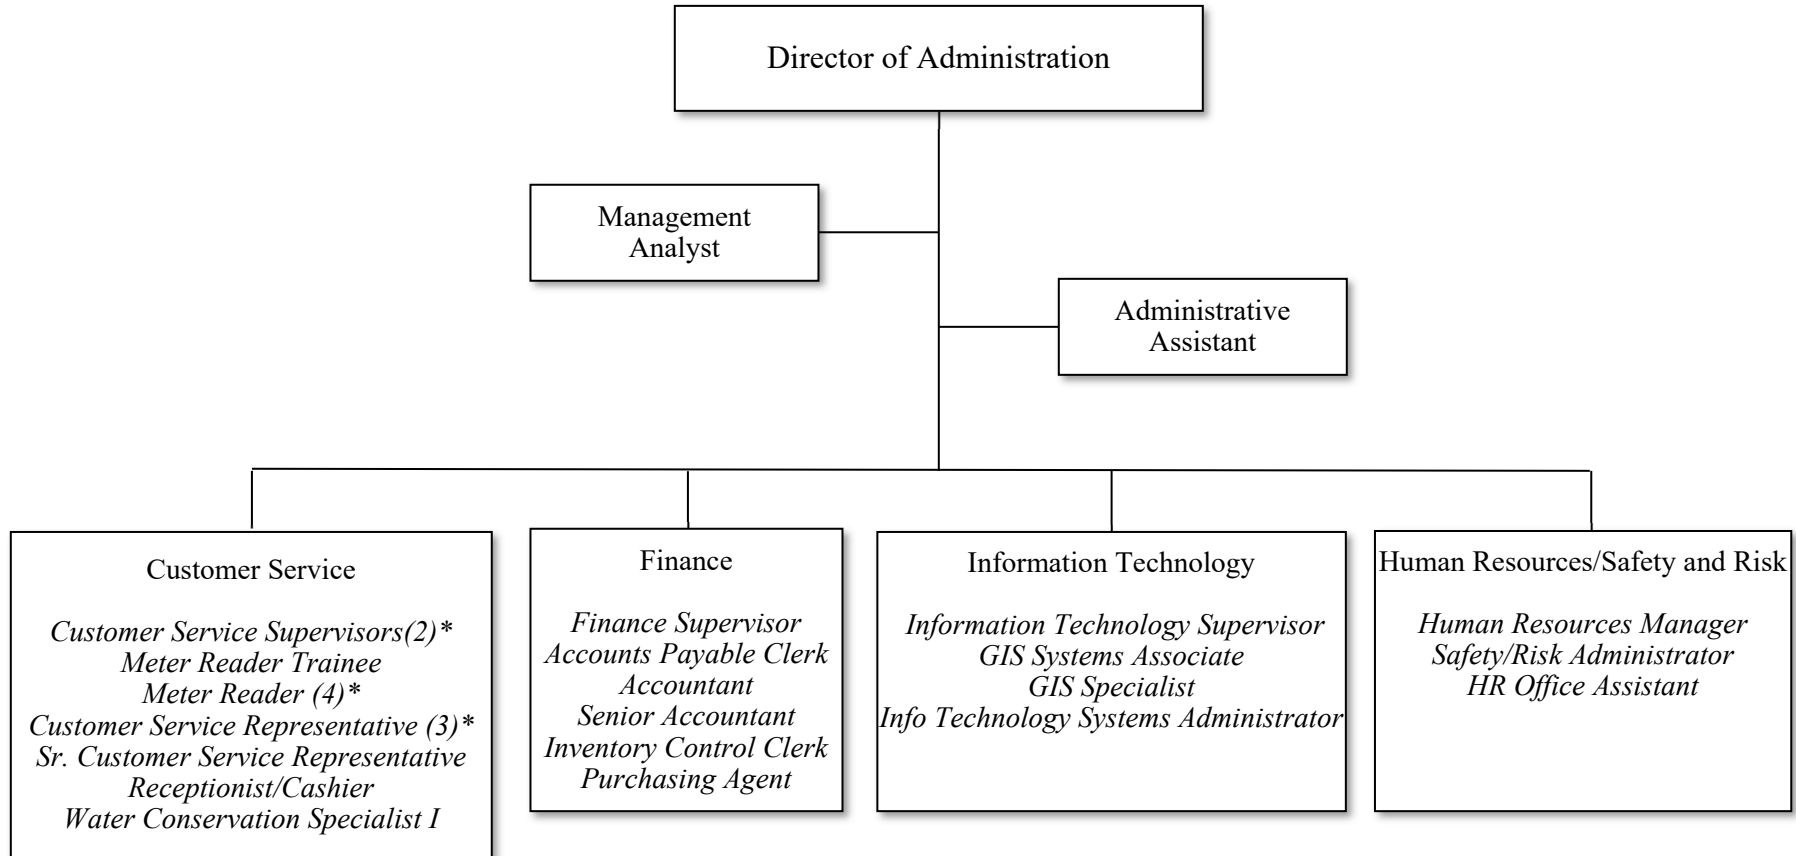 Director of Administration
Management
Analyst
Administrative
Assistant
Customer Service
Customer Service Supervisors(2)*
Meter Reader Trainee
Meter Reader (4)*
Customer Service Representative (3)*
Sr. Customer Service Representative
Receptionist/Cashier
Water Conservation Specialist I
Finance
Finance Supervisor
Accounts Payable Clerk
Accountant
Senior Accountant
Inventory Control Clerk
Purchasing Agent
Information Technology
Information Technology Supervisor
GIS Systems Associate
GIS Specialist
Info Technology Systems Administrator
Human Resources/Safety and Risk
Human Resources Manager
Safety/Risk Administrator
HR Office Assistant